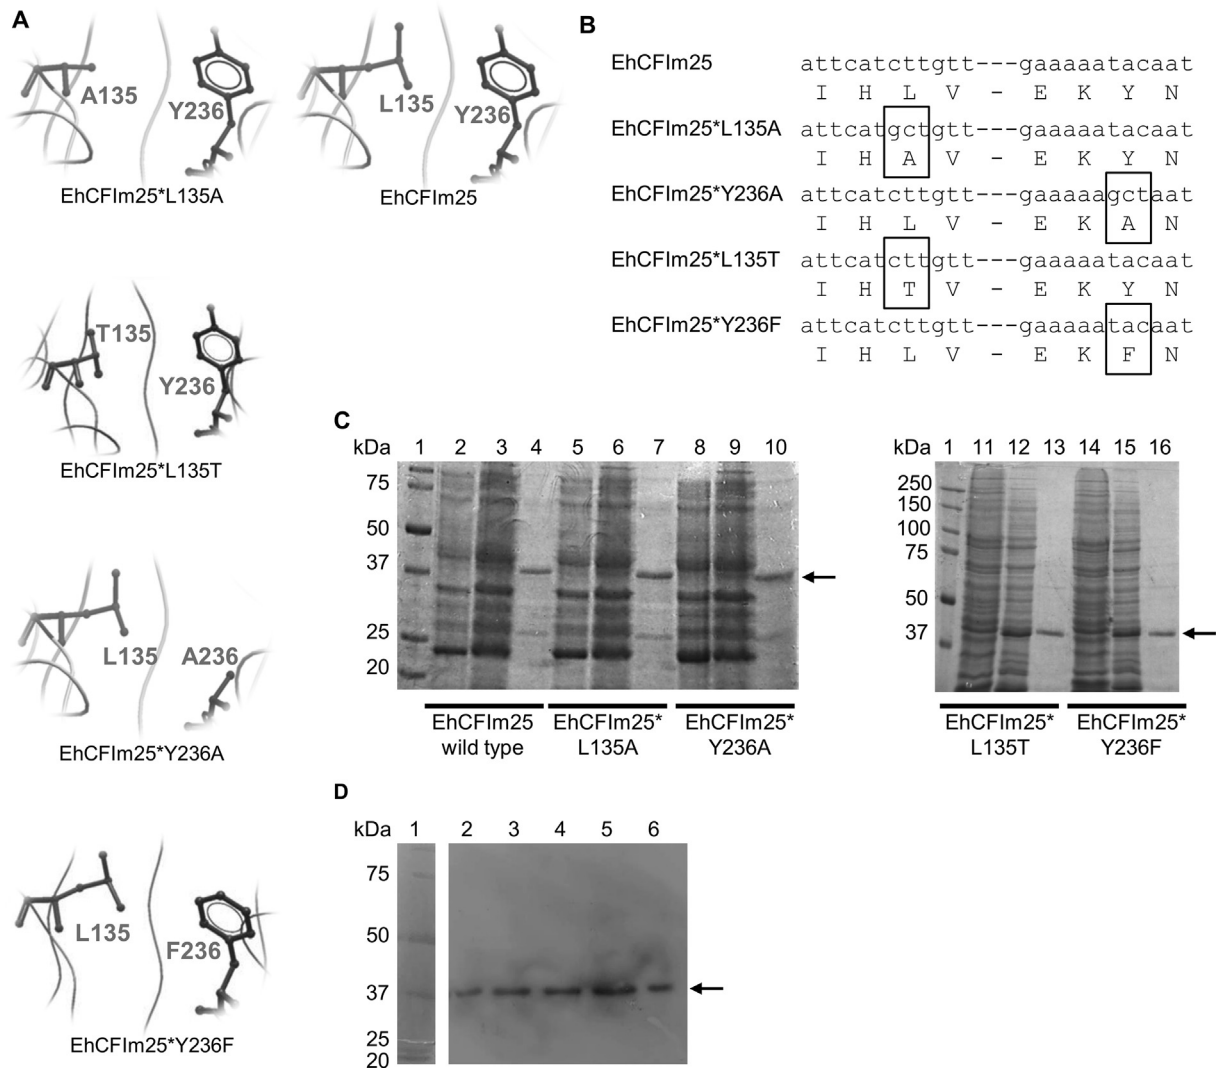 A
A135
Y236
EhCFIm25*L135A
L135
Y236
EhCFIm25
T135
Y236
EhCFIm25*L135T
L135
A236
EhCFIm25*Y236A
L135
F236
EhCFIm25*Y236F
B
EhCFIm25 attcatcttgtt---gaaaaatacaat
I H L V - E K Y N
EhCFIm25*L135A attcatgctgtt---gaaaaatacaat
I H A V - E K Y N
EhCFIm25*Y236A attcatcttgtt---gaaaaagctaat
I H L V - E K A N
EhCFIm25*L135T attcatcttgtt---gaaaaatacaat
I H T V - E K Y N
EhCFIm25*Y236F attcatcttgtt---gaaaaatacaat
I H L V - E K F N
C
kDa 1 2 3 4 5 6 7 8 9 10
75
50
37
25
20
EhCFIm25 wild type
EhCFIm25* L135A
EhCFIm25* Y236A
kDa 1 11 12 13 14 15 16
250
150
100
75
50
37
EhCFIm25* L135T
EhCFIm25* Y236F
D
kDa 1 2 3 4 5 6
75
50
37
25
20